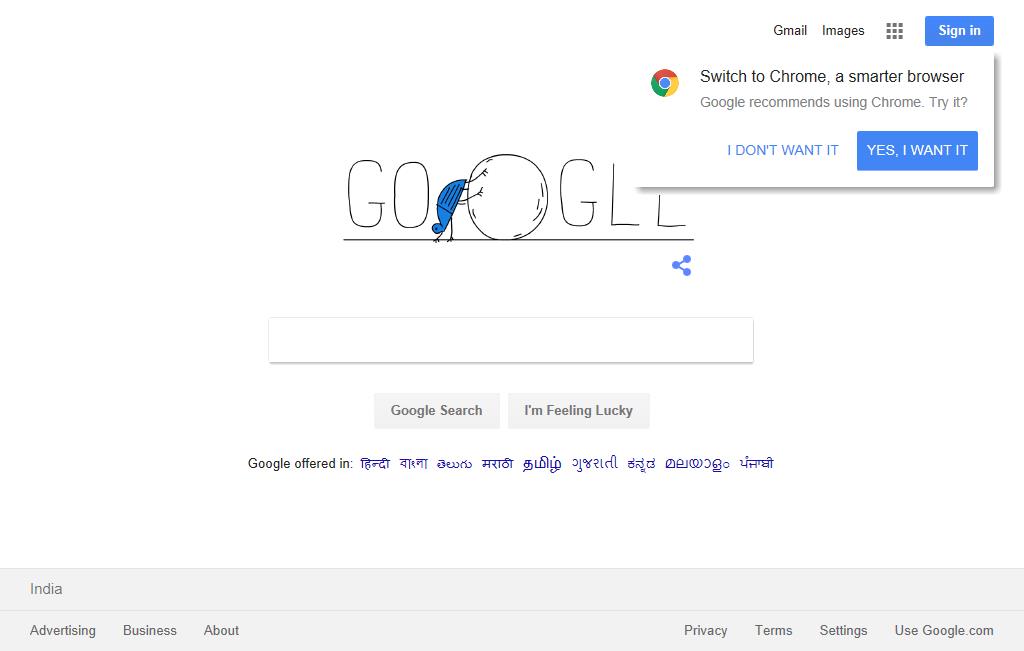 Gmail Images Sign in
Switch to Chrome, a smarter browser
Google recommends using Chrome. Try it?
I DON'T WANT IT YES, I WANT IT
GOOGLE
Google Search I'm Feeling Lucky
Google offered in: हिन्दी বাংলা తెలుగు मराठी தமிழ் ગુજરાતી ಕನ್ನಡ മലയാളം ਪੰਜਾਬੀ
India
Advertising Business About Privacy Terms Settings Use Google.com